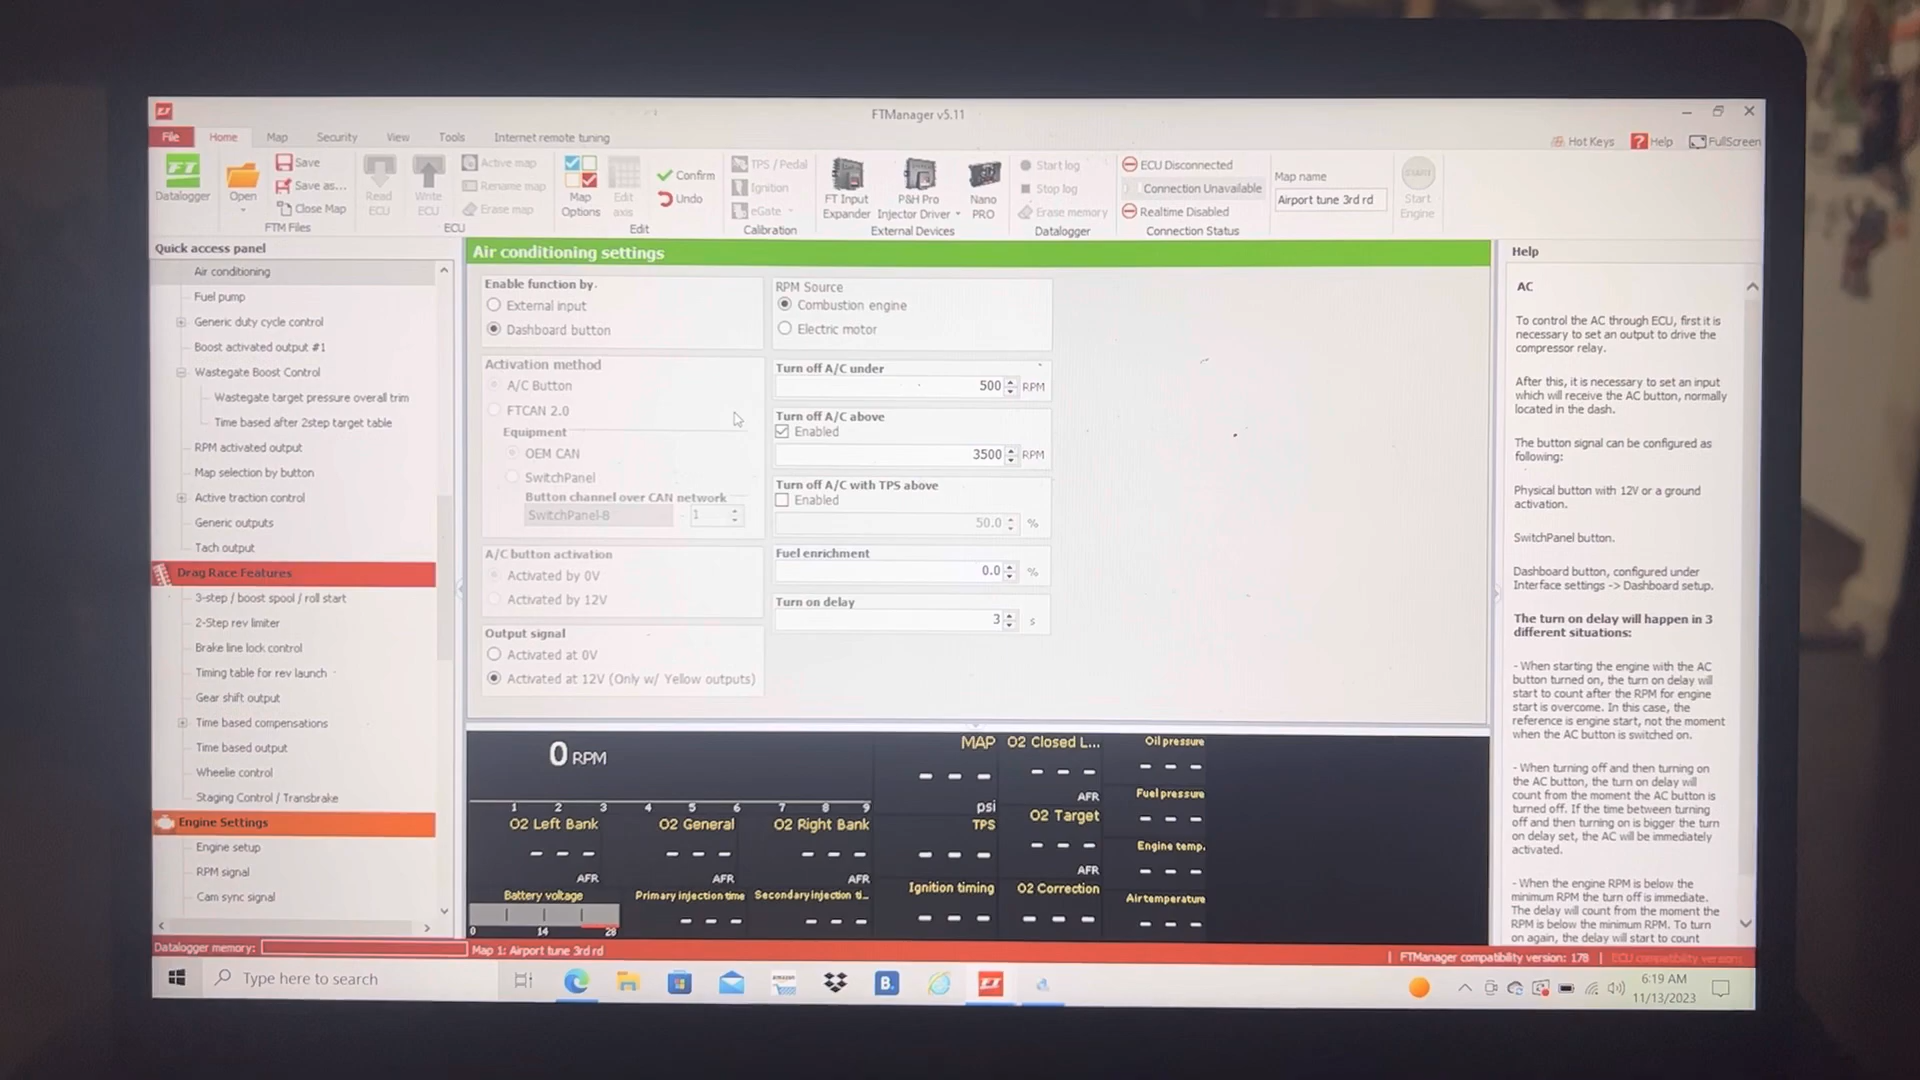 FTManager v5.11
File
Home
Map
Security
View
Tools
Internet remote tuning
Hot Keys
Help
FullScreen
FT
Datalogger
Open
Save
Save as...
Close Map
FTM Files
Read
ECU
Write
ECU
Active map
Rename map
Erase map
ECU
Map
Options
Edit
axis
Confirm
Undo
Edit
TPS / Pedal
Ignition
eGate
Calibration
FT Input
Expander
P&H Pro
Injector Driver
Nano
PRO
External Devices
Start log
Stop log
Erase memory
Datalogger
ECU Disconnected
Connection Unavailable
Realtime Disabled
Connection Status
Map name
Airport tune 3rd rd
Start
Engine
Quick access panel
Air conditioning
Fuel pump
Generic duty cycle control
Boost activated output #1
Wastegate Boost Control
Wastegate target pressure overall trim
Time based after 2step target table
RPM activated output
Map selection by button
Active traction control
Generic outputs
Tach output
Drag Race Features
3-step / boost spool / roll start
2-Step rev limiter
Brake line lock control
Timing table for rev launch
Gear shift output
Time based compensations
Time based output
Wheelie control
Staging Control / Transbrake
Engine Settings
Engine setup
RPM signal
Cam sync signal
Air conditioning settings
Enable function by.
External input
Dashboard button
Activation method
A/C Button
FTCAN 2.0
Equipment
OEM CAN
SwitchPanel
Button channel over CAN network
SwitchPanel-8 - 1
A/C button activation
Activated by 0V
Activated by 12V
Output signal
Activated at 0V
Activated at 12V (Only w/ Yellow outputs)
RPM Source
Combustion engine
Electric motor
Turn off A/C under
500 RPM
Turn off A/C above
Enabled
3500 RPM
Turn off A/C with TPS above
Enabled
50.0 %
Fuel enrichment
0.0 %
Turn on delay
3 s
0 RPM
1 2 3 4 5 6 7 8 9
O2 Left Bank
- - -
AFR
O2 General
- - -
AFR
O2 Right Bank
- - -
AFR
Battery voltage
0 14 28
Primary injection time
- - -
Secondary injection ti...
- - -
MAP
- - -
psi
TPS
- - -
Ignition timing
- - -
O2 Closed L...
- - -
AFR
O2 Target
- - -
AFR
O2 Correction
- - -
Oil pressure
- - -
Fuel pressure
- - -
Engine temp.
- - -
Air temperature
- - -
Help
AC
To control the AC through ECU, first it is
necessary to set an output to drive the
compressor relay.
After this, it is necessary to set an input
which will receive the AC button, normally
located in the dash.
The button signal can be configured as
following:
Physical button with 12V or a ground
activation.
SwitchPanel button.
Dashboard button, configured under
Interface settings -> Dashboard setup.
The turn on delay will happen in 3
different situations:
- When starting the engine with the AC
button turned on, the turn on delay will
start to count after the RPM for engine
start is overcome. In this case, the
reference is engine start, not the moment
when the AC button is switched on.
- When turning off and then turning on
the AC button, the turn on delay will
count from the moment the AC button is
turned off. If the time between turning
off and then turning on is bigger the turn
on delay set, the AC will be immediately
activated.
- When the engine RPM is below the
minimum RPM the turn off is immediate.
The delay will count from the moment the
RPM is below the minimum RPM. To turn
on again, the delay will start to count
Datalogger memory:
Map 1: Airport tune 3rd rd
FTManager compatibility version: 178
ECU compatibility version:
Type here to search
amazon
B.
6:19 AM
11/13/2023